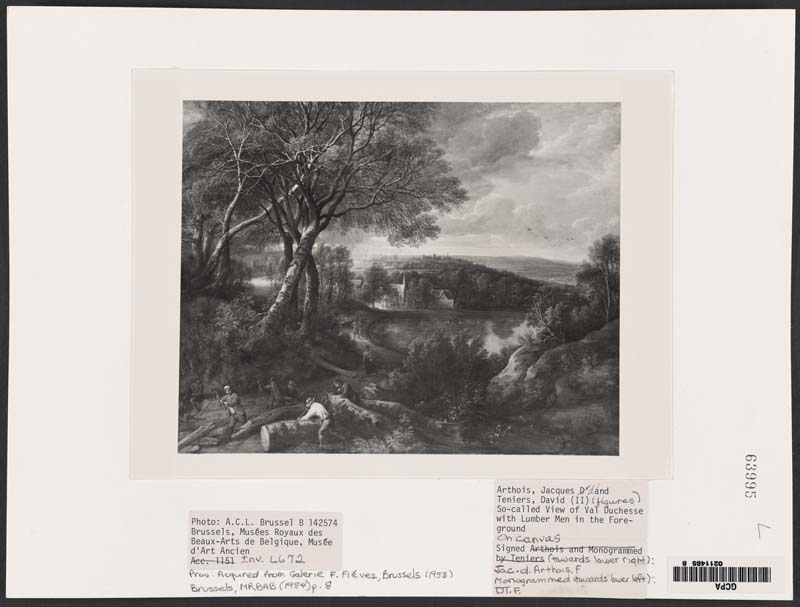 63995
Photo: A.C.L. Brussel B 142574
Brussels, Musées Royaux des
Beaux-Arts de Belgique, Musée
d'Art Ancien
Acc. 1151 Inv. 6672
Prov: Acquired from Galerie F. Fiévez, Brussels (1958)
Brussels, MRBAB (1984) p. 8
Arthois, Jacques D' and
Teniers, David (II) (figures)
So-called View of Val Duchesse
with Lumber Men in the Fore-
ground
On canvas
Signed Arthois and Monogrammed
by Teniers (towards lower right):
Jac. d. Arthois. F
Monogrammed (towards lower left):
DT. F.
GCPA
0211485 8